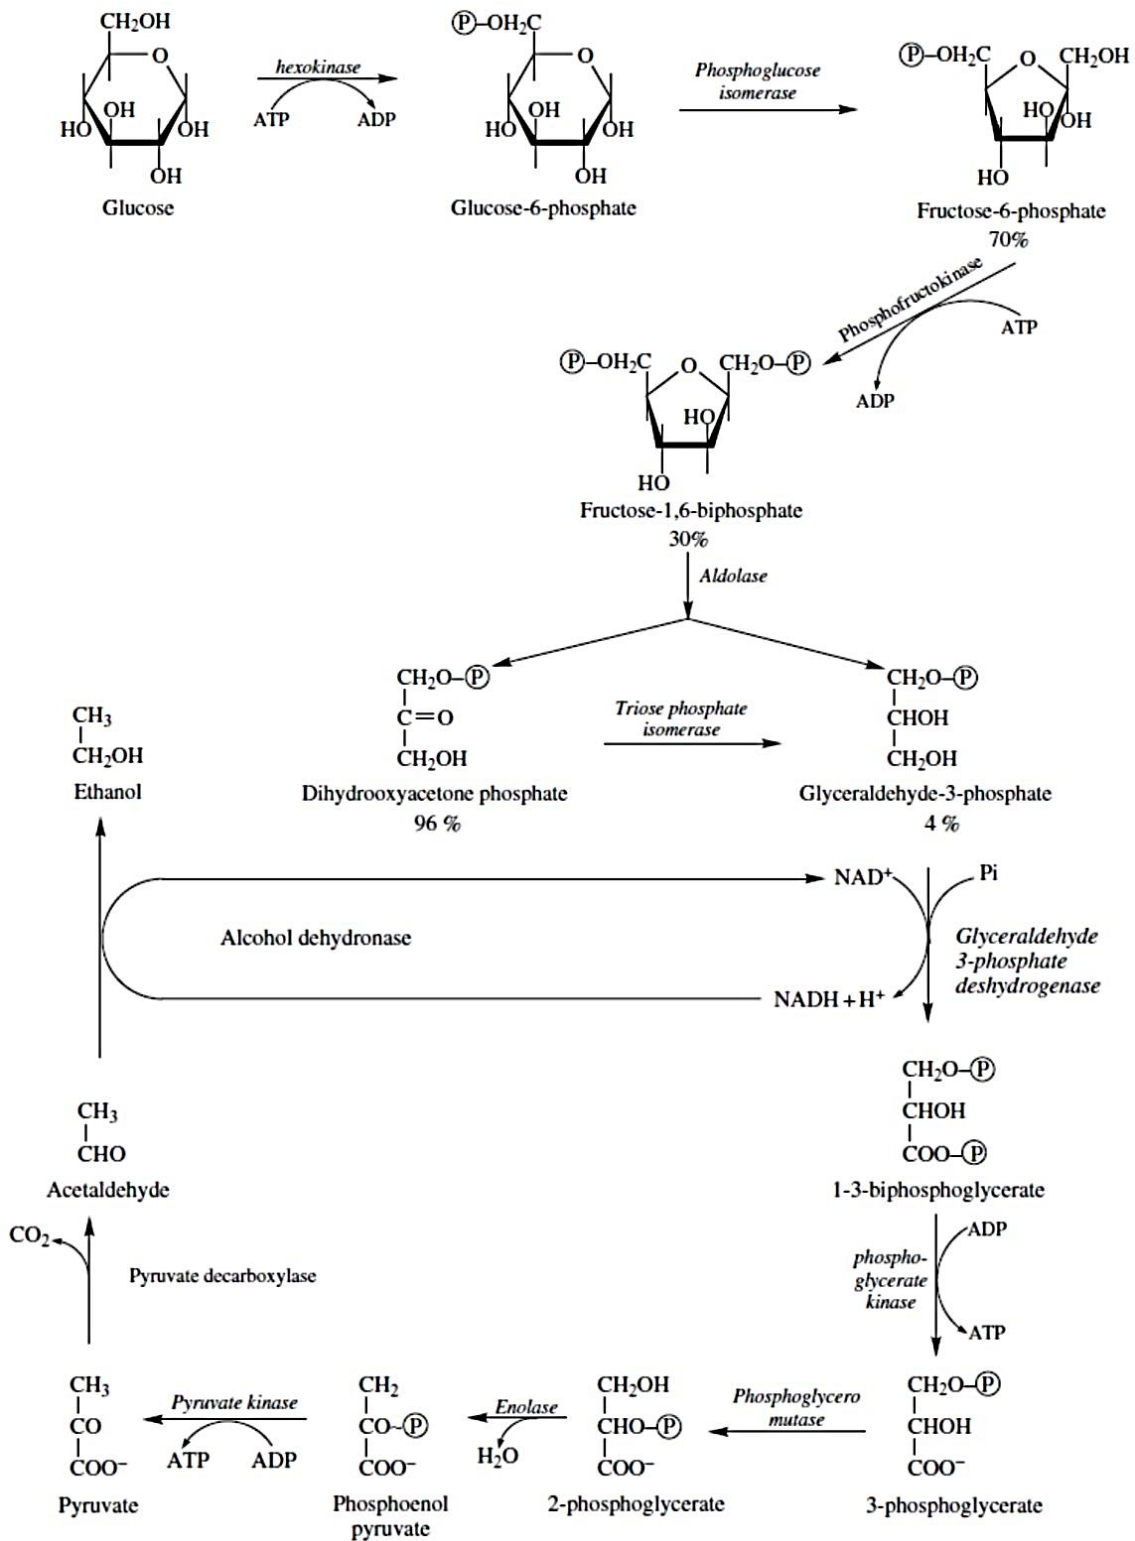 CH₂OH
O
OH
HO
OH
OH
Glucose
hexokinase
ATP
ADP
Ⓟ–OH₂C
O
OH
HO
OH
OH
Glucose-6-phosphate
Phosphoglucose
isomerase
Ⓟ–OH₂C
O
CH₂OH
HO
OH
HO
Fructose-6-phosphate
70%
Phosphofructokinase
ATP
ADP
Ⓟ–OH₂C
O
CH₂O–Ⓟ
HO
HO
Fructose-1,6-biphosphate
30%
Aldolase
CH₂O–Ⓟ
C=O
CH₂OH
Dihydrooxyacetone phosphate
96 %
Triose phosphate
isomerase
CH₂O–Ⓟ
CHOH
CH₂OH
Glyceraldehyde-3-phosphate
4 %
CH₃
CH₂OH
Ethanol
NAD⁺
Pi
Alcohol dehydronase
Glyceraldehyde
3-phosphate
deshydrogenase
NADH + H⁺
CH₂O–Ⓟ
CHOH
COO–Ⓟ
1-3-biphosphoglycerate
CH₃
CHO
Acetaldehyde
CO₂
Pyruvate decarboxylase
ADP
phospho-
glycerate
kinase
ATP
CH₃
CO
COO⁻
Pyruvate
Pyruvate kinase
ATP
ADP
CH₂
CO~Ⓟ
COO⁻
Phosphoenol
pyruvate
Enolase
H₂O
CH₂OH
CHO–Ⓟ
COO⁻
2-phosphoglycerate
Phosphoglycero
mutase
CH₂O–Ⓟ
CHOH
COO⁻
3-phosphoglycerate